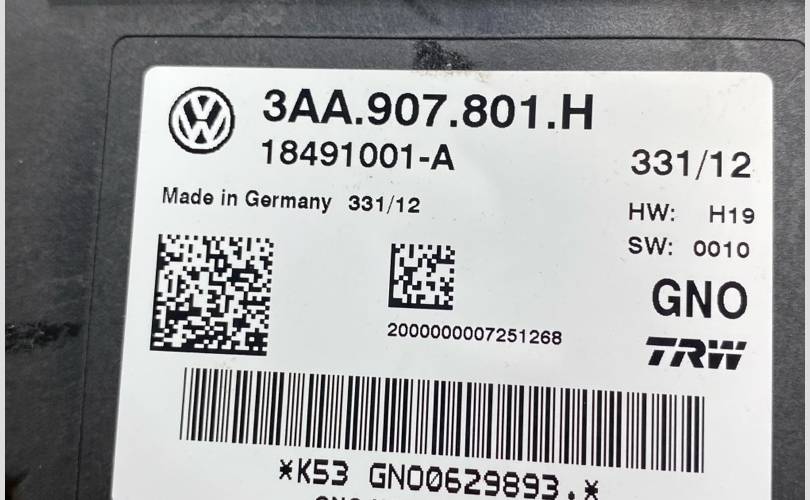 3AA.907.801.H
18491001-A
331/12
Made in Germany 331/12
HW: H19
SW: 0010
GNO
2000000007251268
TRW
*K53 GNO0629893.*